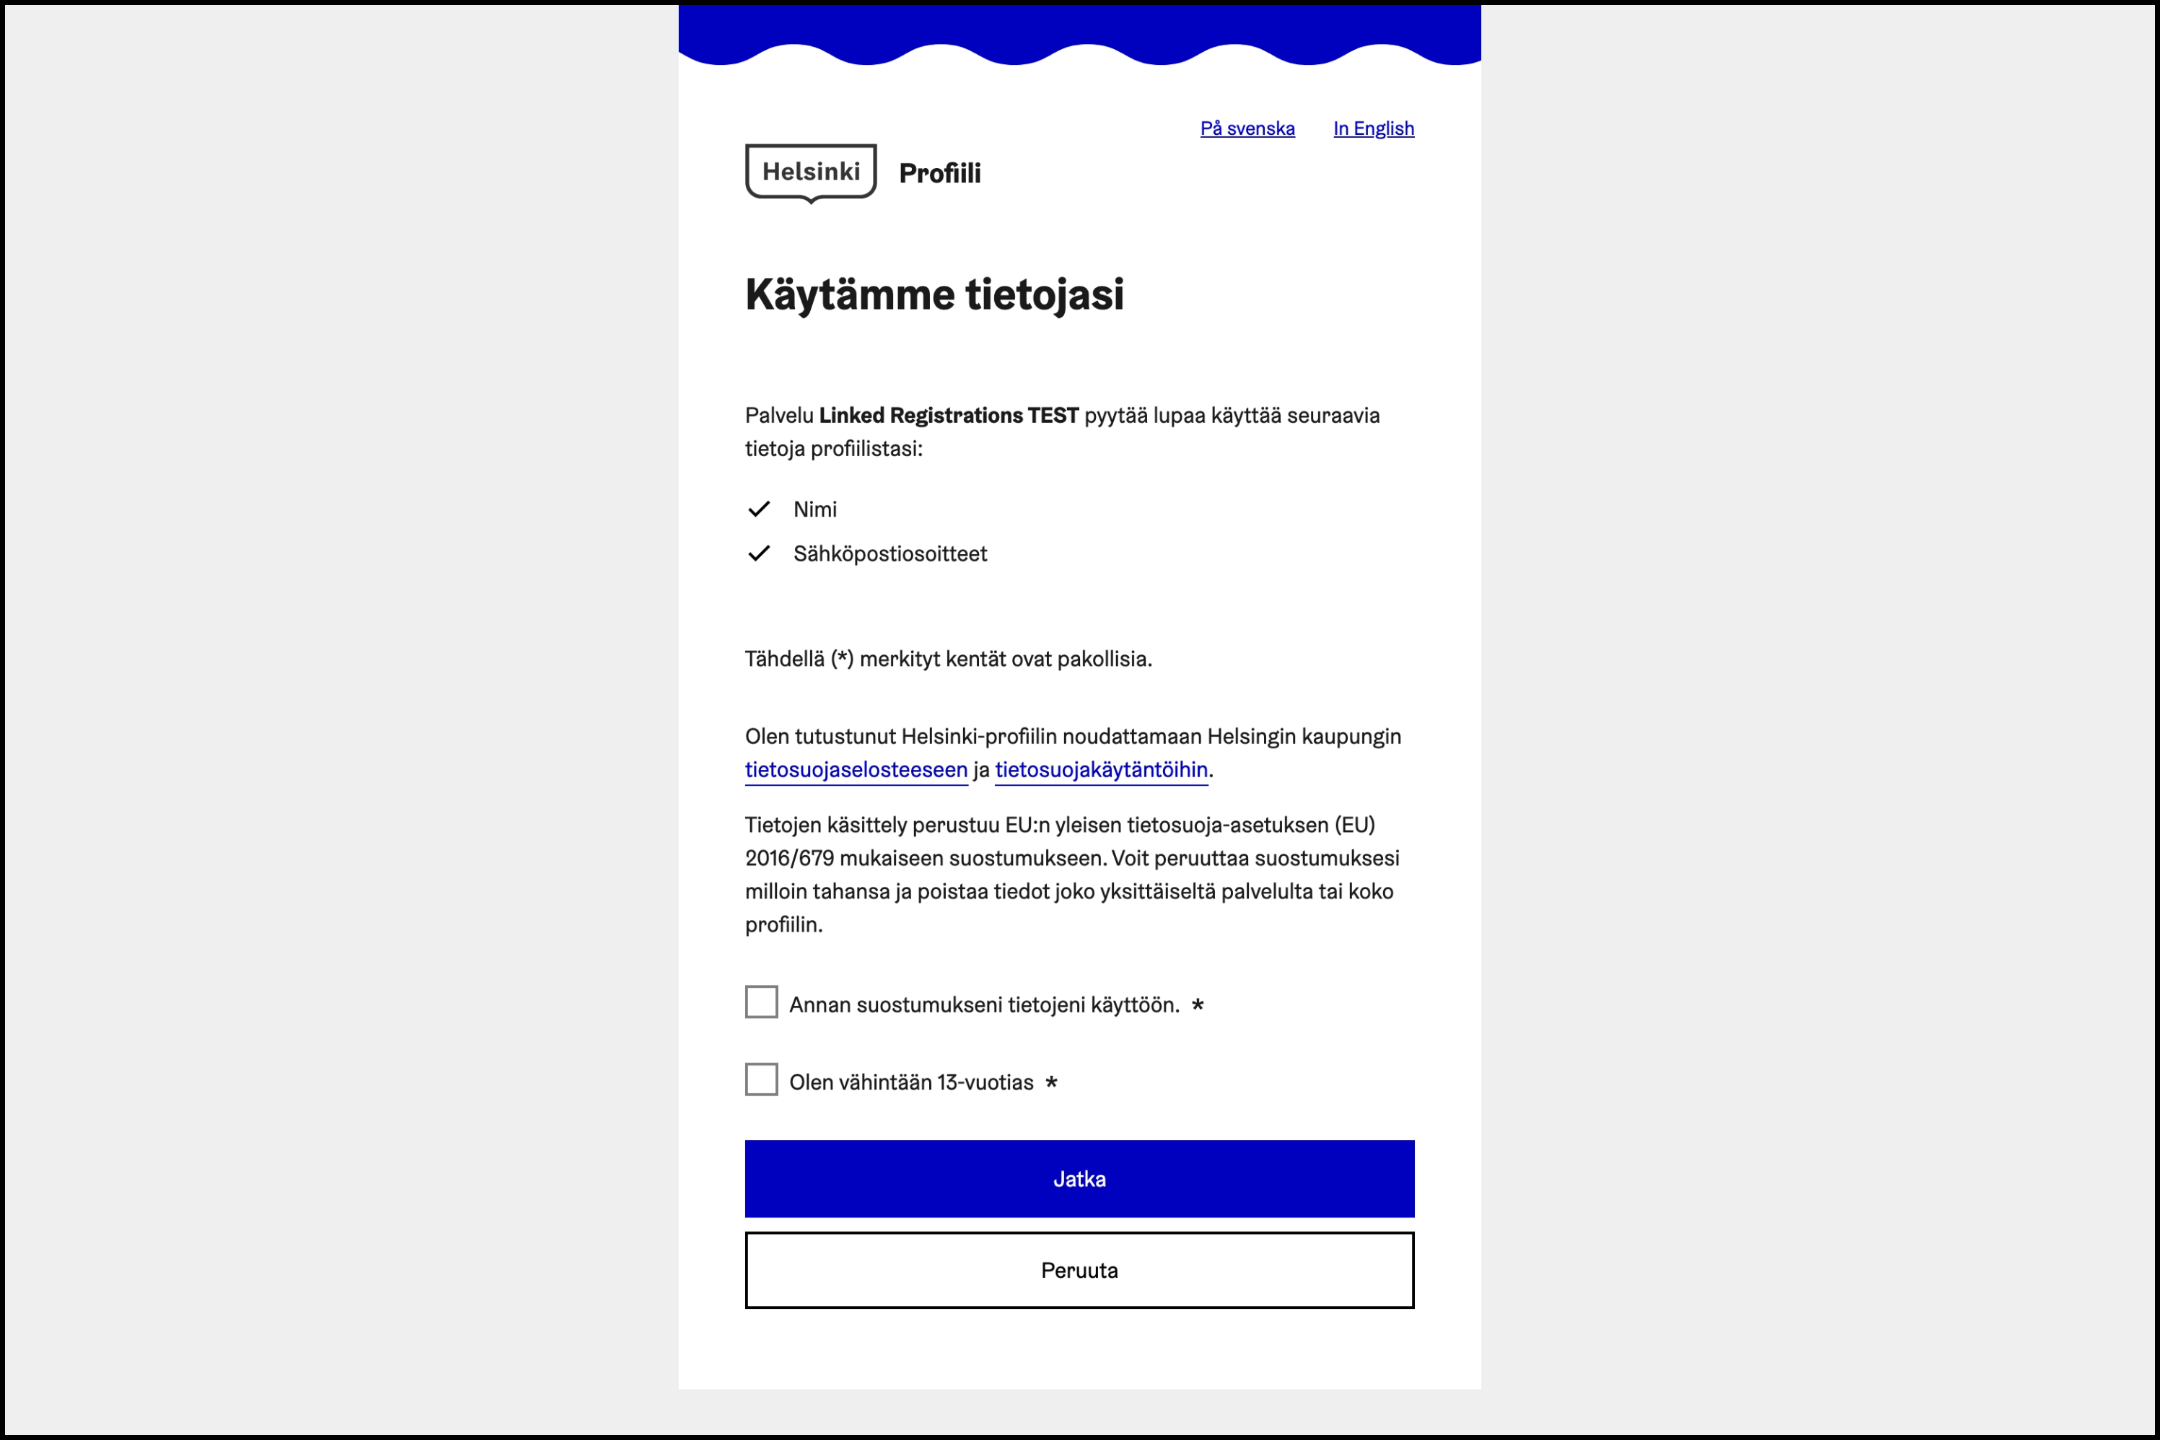 På svenska In English
Helsinki Profiili
Käytämme tietojasi
Palvelu Linked Registrations TEST pyytää lupaa käyttää seuraavia
tietoja profiilistasi:
Nimi
Sähköpostiosoitteet
Tähdellä (*) merkityt kentät ovat pakollisia.
Olen tutustunut Helsinki-profiilin noudattamaan Helsingin kaupungin
tietosuojaselosteeseen ja tietosuojakäytäntöihin.
Tietojen käsittely perustuu EU:n yleisen tietosuoja-asetuksen (EU)
2016/679 mukaiseen suostumukseen. Voit peruuttaa suostumuksesi
milloin tahansa ja poistaa tiedot joko yksittäiseltä palvelulta tai koko
profiilin.
Annan suostumukseni tietojeni käyttöön. *
Olen vähintään 13-vuotias *
Jatka
Peruuta